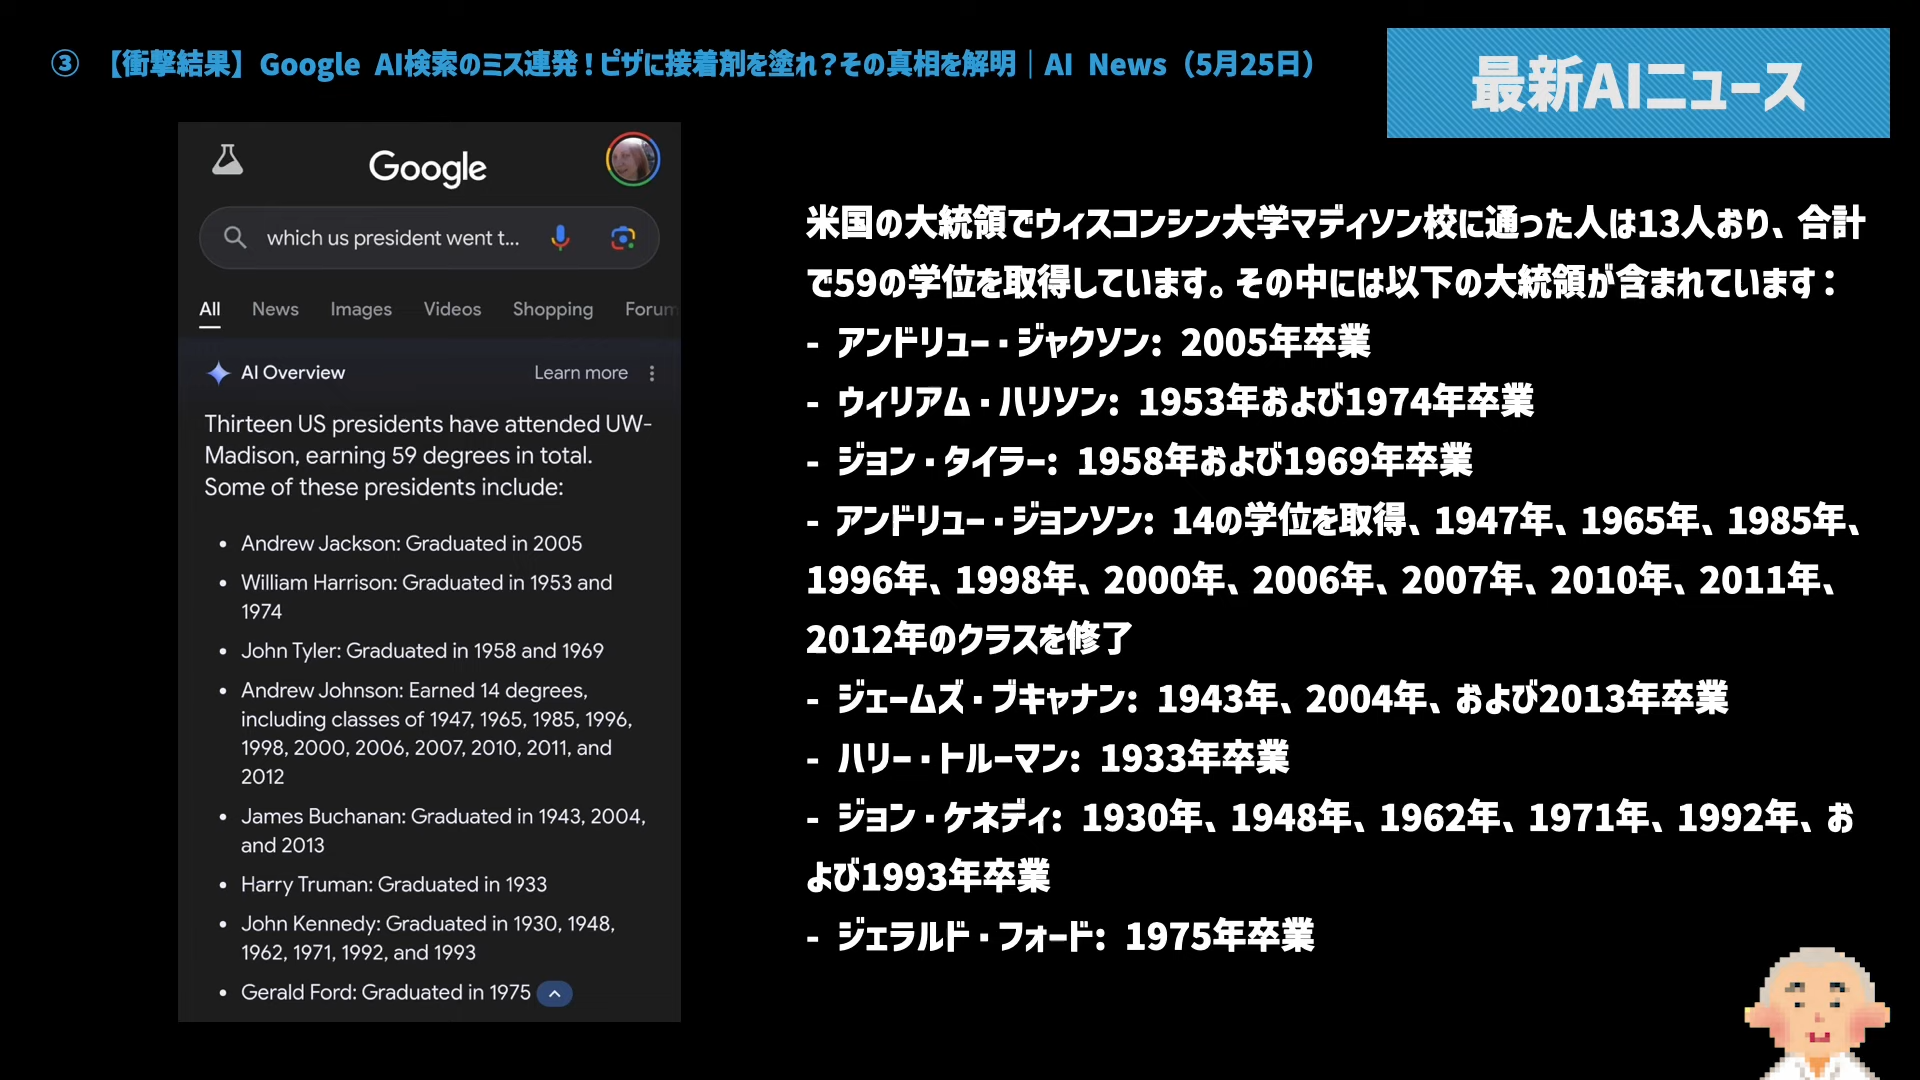 ③ 【衝撃結果】Google AI検索のミス連発！ピザに接着剤を塗れ？その真相を解明｜AI News（5月25日）
最新AIニュース
Google
which us president went t...
All News Images Videos Shopping Forum
AI Overview Learn more
Thirteen US presidents have attended UW-
Madison, earning 59 degrees in total.
Some of these presidents include:
• Andrew Jackson: Graduated in 2005
• William Harrison: Graduated in 1953 and
1974
• John Tyler: Graduated in 1958 and 1969
• Andrew Johnson: Earned 14 degrees,
including classes of 1947, 1965, 1985, 1996,
1998, 2000, 2006, 2007, 2010, 2011, and
2012
• James Buchanan: Graduated in 1943, 2004,
and 2013
• Harry Truman: Graduated in 1933
• John Kennedy: Graduated in 1930, 1948,
1962, 1971, 1992, and 1993
• Gerald Ford: Graduated in 1975
米国の大統領でウィスコンシン大学マディソン校に通った人は13人おり、合計
で59の学位を取得しています。その中には以下の大統領が含まれています：
- アンドリュー・ジャクソン: 2005年卒業
- ウィリアム・ハリソン: 1953年および1974年卒業
- ジョン・タイラー: 1958年および1969年卒業
- アンドリュー・ジョンソン: 14の学位を取得、1947年、1965年、1985年、
1996年、1998年、2000年、2006年、2007年、2010年、2011年、
2012年のクラスを修了
- ジェームズ・ブキャナン: 1943年、2004年、および2013年卒業
- ハリー・トルーマン: 1933年卒業
- ジョン・ケネディ: 1930年、1948年、1962年、1971年、1992年、お
よび1993年卒業
- ジェラルド・フォード: 1975年卒業